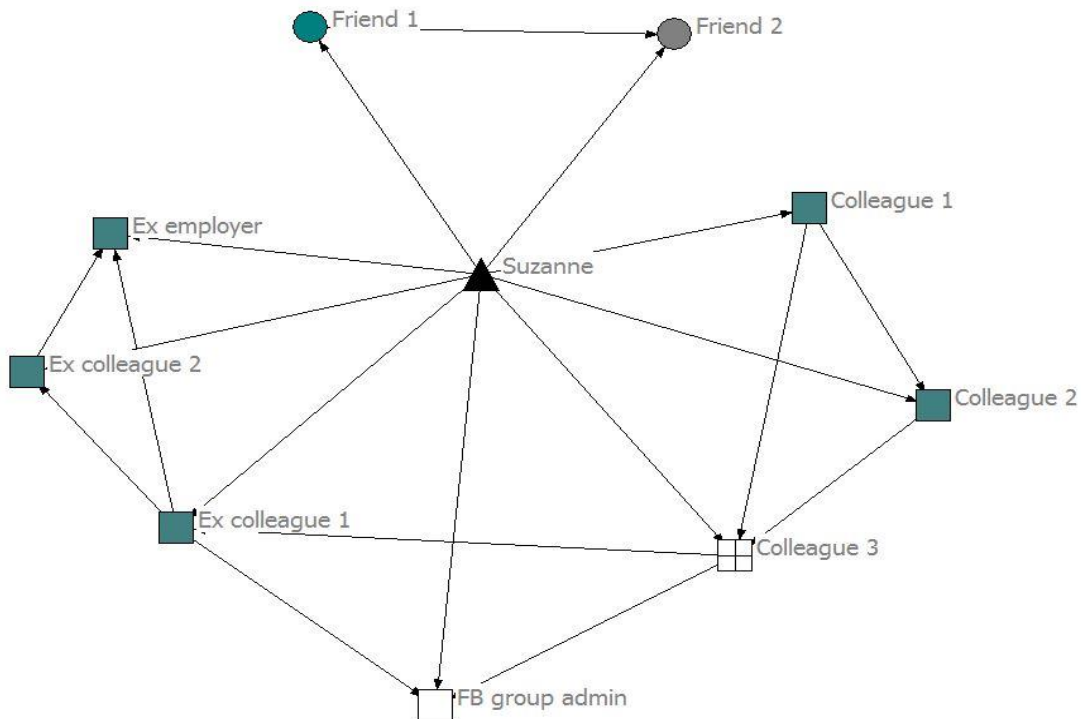 Friend 1
Friend 2
Colleague 1
Ex employer
Suzanne
Ex colleague 2
Colleague 2
Ex colleague 1
Colleague 3
FB group admin